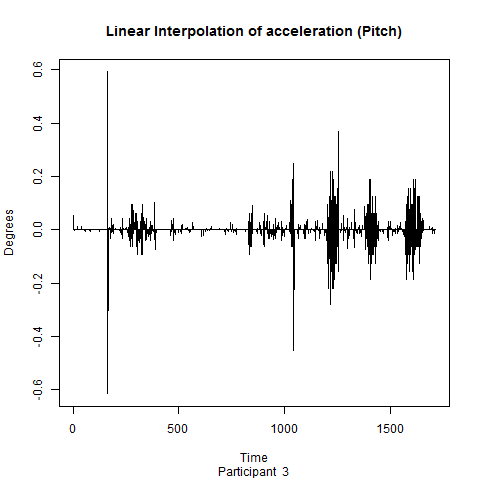 Linear Interpolation of acceleration (Pitch)
Degrees
0.6
0.4
0.2
0.0
-0.2
-0.4
-0.6
0 500 1000 1500
Time
Participant 3